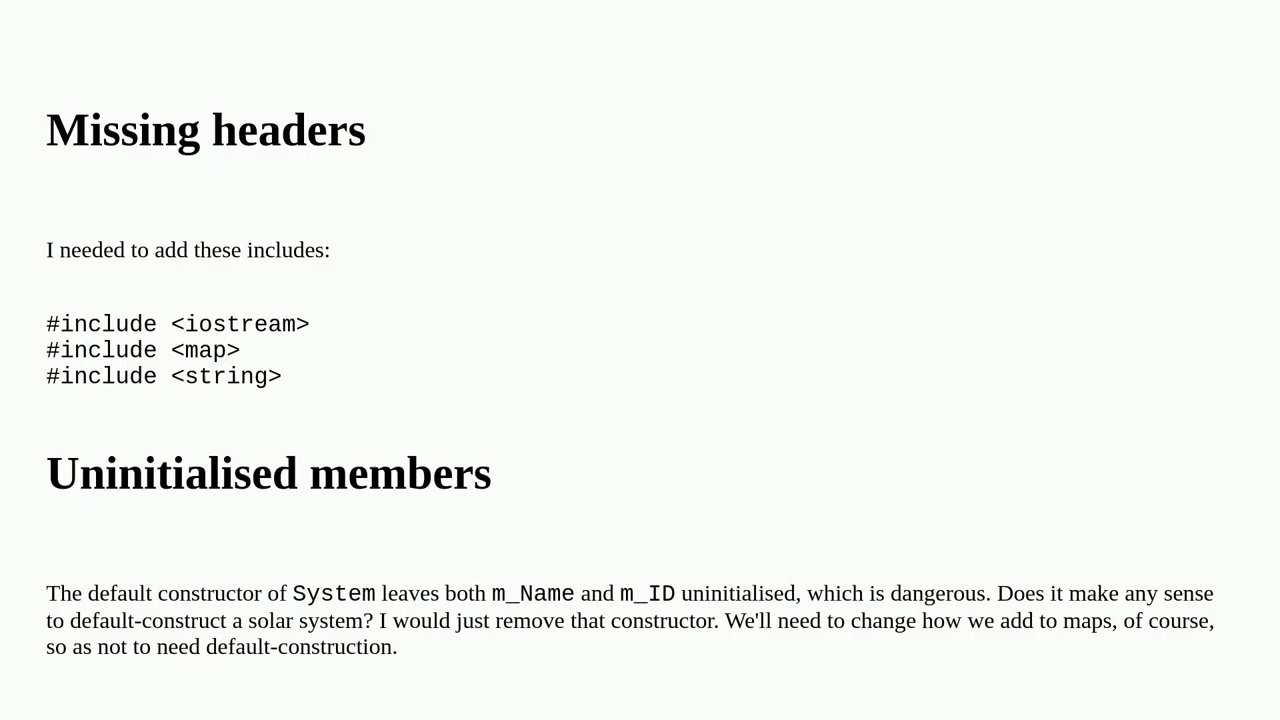 Missing headers
I needed to add these includes:
#include <iostream>
#include <map>
#include <string>
Uninitialised members
The default constructor of System leaves both m_Name and m_ID uninitialised, which is dangerous. Does it make any sense
to default-construct a solar system? I would just remove that constructor. We'll need to change how we add to maps, of course,
so as not to need default-construction.